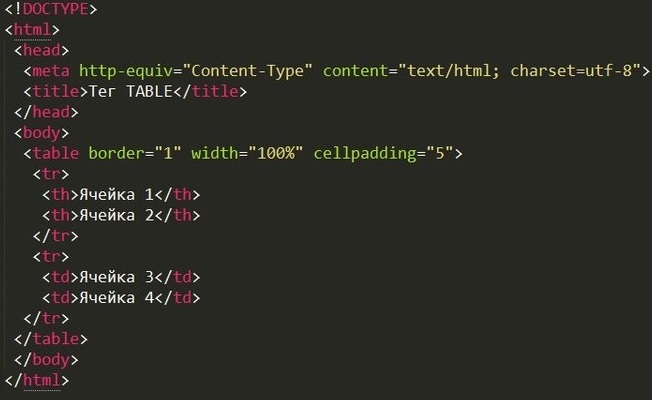 <!DOCTYPE>
<html>
<head>
<meta http-equiv="Content-Type" content="text/html; charset=utf-8">
<title>Тег TABLE</title>
</head>
<body>
<table border="1" width="100%" cellpadding="5">
<tr>
<th>Ячейка 1</th>
<th>Ячейка 2</th>
</tr>
<tr>
<td>Ячейка 3</td>
<td>Ячейка 4</td>
</tr>
</table>
</body>
</html>